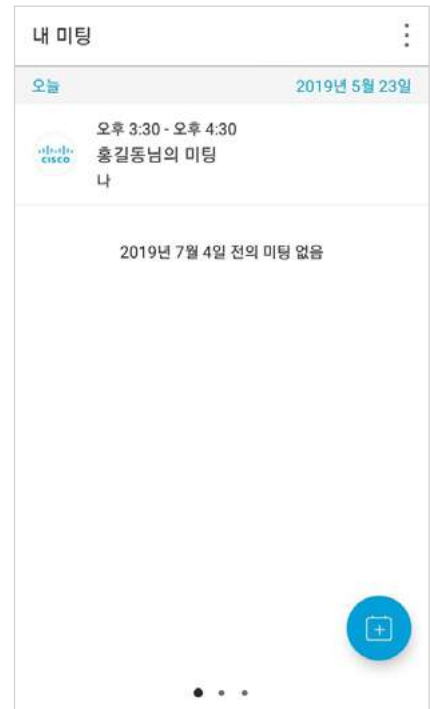 내 미팅
오늘 2019년 5월 23일
오후 3:30 - 오후 4:30
CISCO 홍길동님의 미팅
나
2019년 7월 4일 전의 미팅 없음